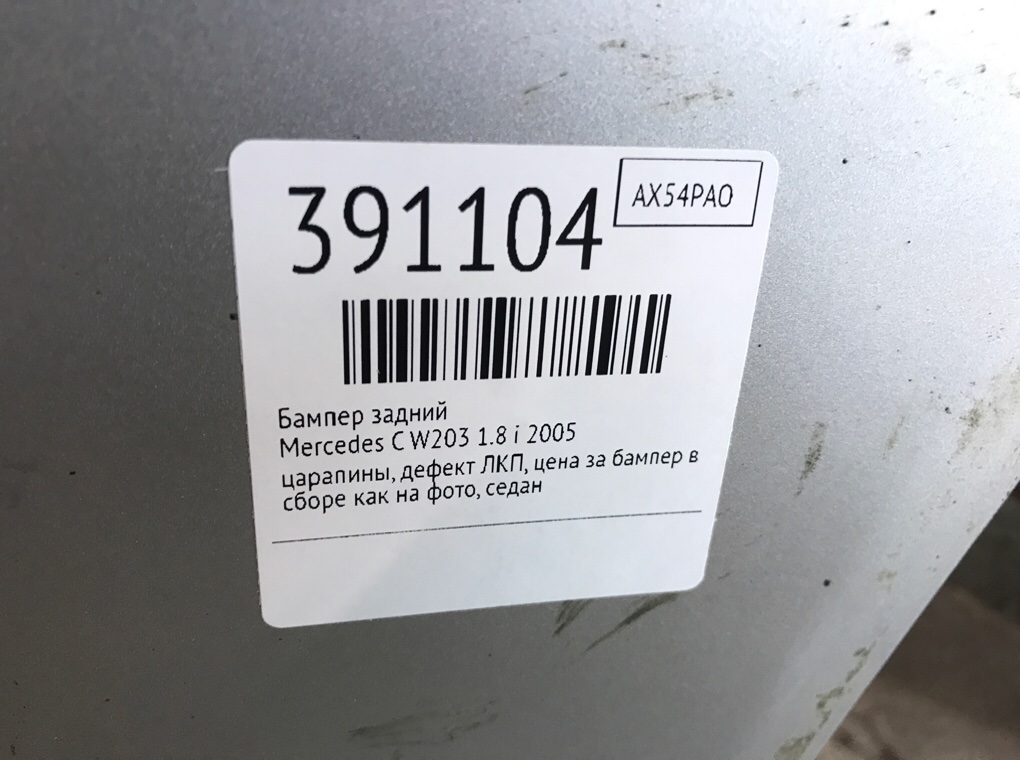 391104
AX54PAO
Бампер задний
Mercedes C W203 1.8 i 2005
царапины, дефект ЛКП, цена за бампер в
сборе как на фото, седан